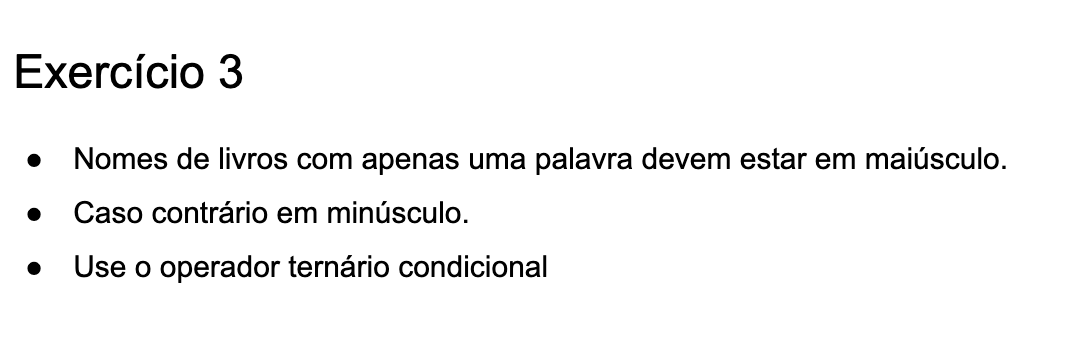 Exercício 3
● Nomes de livros com apenas uma palavra devem estar em maiúsculo.
● Caso contrário em minúsculo.
● Use o operador ternário condicional